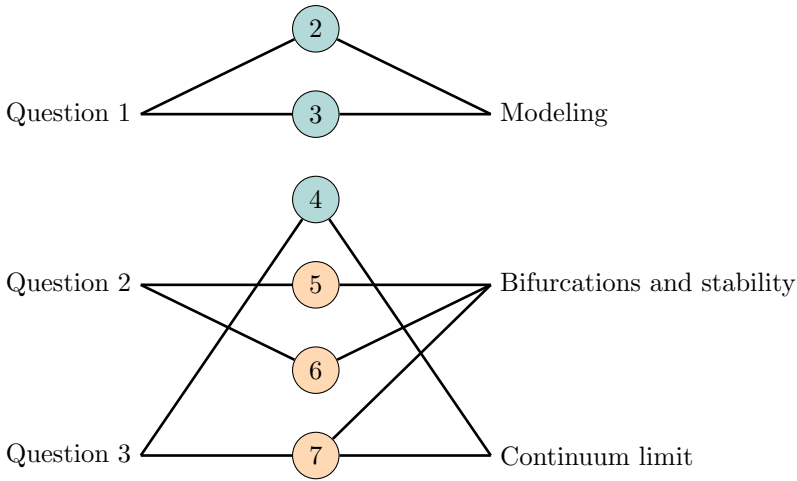 2
Question 1
3
Modeling
4
Question 2
5
Bifurcations and stability
6
Question 3
7
Continuum limit